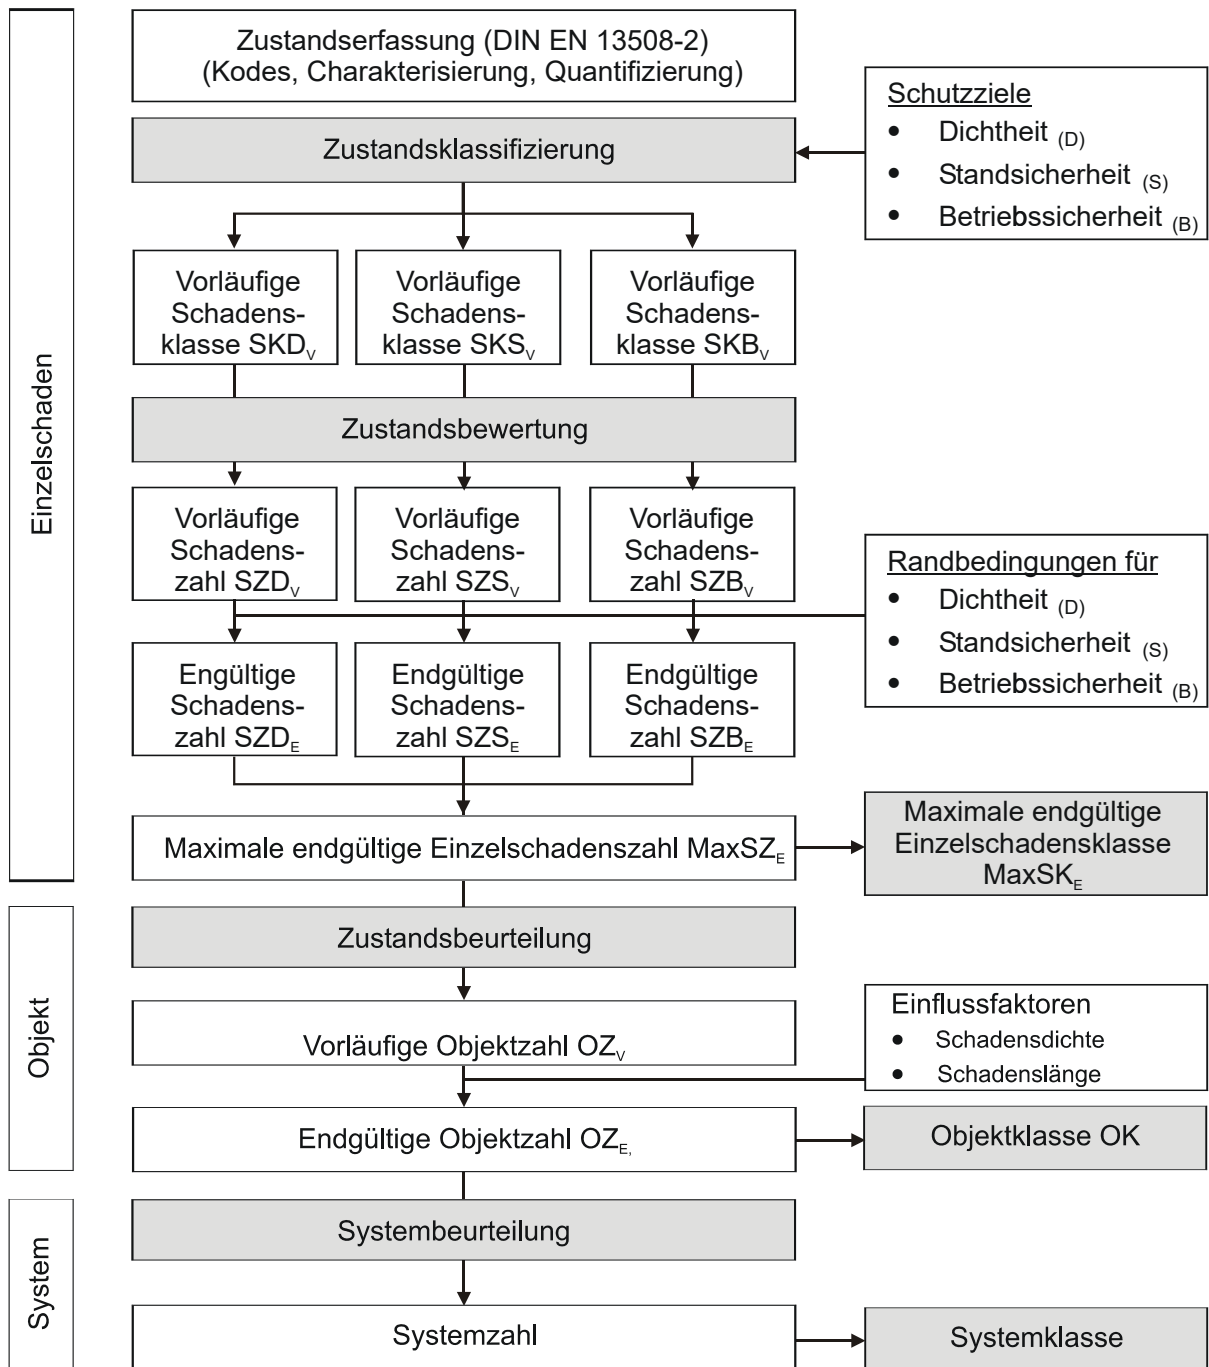 Zustandserfassung (DIN EN 13508-2)
(Kodes, Charakterisierung, Quantifizierung)
Schutzziele
• Dichtheit (D)
• Standsicherheit (S)
• Betriebssicherheit (B)
Zustandsklassifizierung
Vorläufige
Schadens-
klasse SKDV
Vorläufige
Schadens-
klasse SKSV
Vorläufige
Schadens-
klasse SKBV
Einzelschaden
Zustandsbewertung
Vorläufige
Schadens-
zahl SZDV
Vorläufige
Schadens-
zahl SZSV
Vorläufige
Schadens-
zahl SZBV
Randbedingungen für
• Dichtheit (D)
• Standsicherheit (S)
• Betriebssicherheit (B)
Engültige
Schadens-
zahl SZDE
Endgültige
Schadens-
zahl SZSE
Endgültige
Schadens-
zahl SZBE
Maximale endgültige Einzelschadenszahl MaxSZE
Maximale endgültige
Einzelschadensklasse
MaxSKE
Objekt
Zustandsbeurteilung
Vorläufige Objektzahl OZV
Einflussfaktoren
• Schadensdichte
• Schadenslänge
Endgültige Objektzahl OZE,
Objektklasse OK
System
Systembeurteilung
Systemzahl
Systemklasse